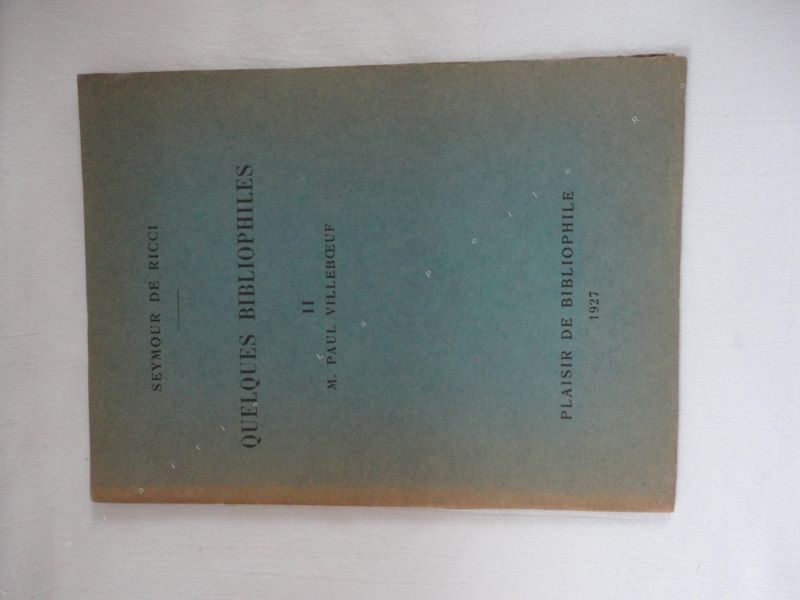 SEYMOUR DE RICCI
QUELQUES BIBLIOPHILES
II
M. PAUL VILLEBŒUF
PLAISIR DE BIBLIOPHILE
1927